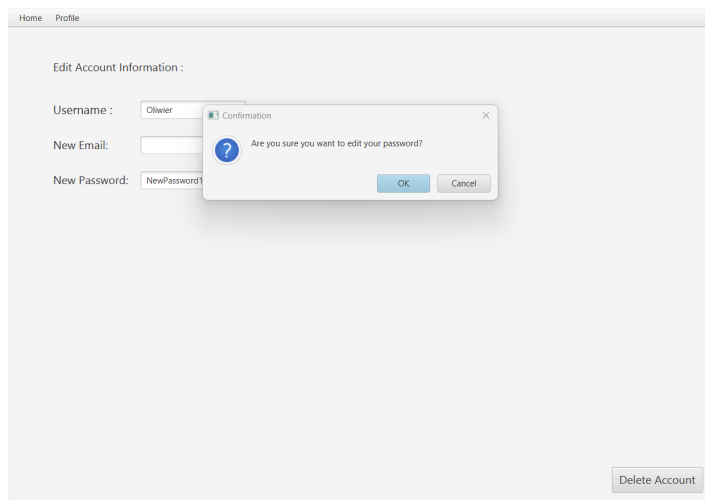 Home Profile
Edit Account Information :
Username : Oliwier
Confirmation
Are you sure you want to edit your password?
New Email:
New Password: NewPassword1
OK Cancel
Delete Account